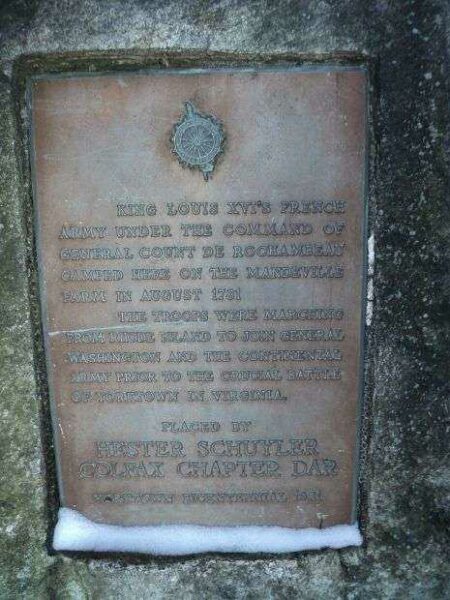 KING LOUIS XVI'S FRENCH
ARMY UNDER THE COMMAND OF
GENERAL COUNT DE ROCHAMBEAU
CAMPED HERE ON THE MANDEVILLE
FARM IN AUGUST 1781
THE TROOPS WERE MARCHING
FROM RHODE ISLAND TO JOIN GENERAL
WASHINGTON AND THE CONTINENTAL
ARMY PRIOR TO THE CRUCIAL BATTLE
OF YORKTOWN IN VIRGINIA.
PLACED BY
HESTER SCHUYLER
COLFAX CHAPTER DAR
BICENTENNIAL 1981